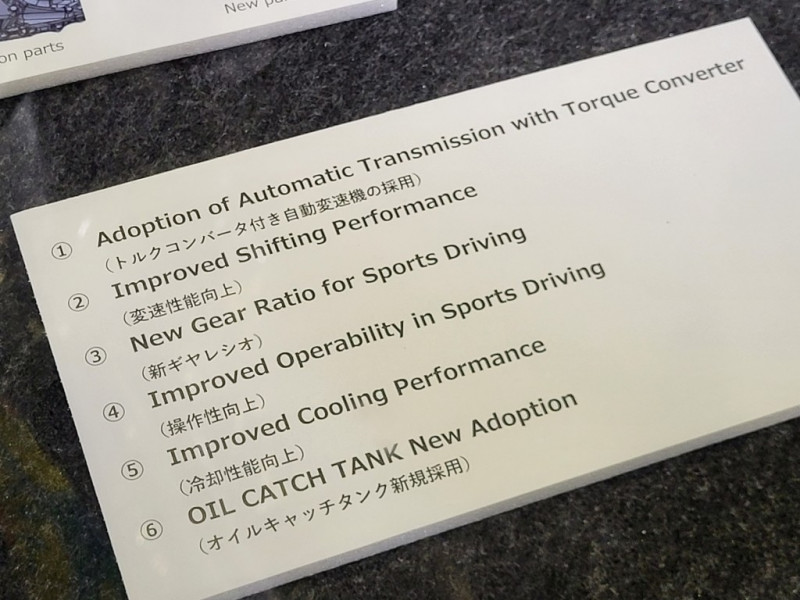 on parts
New
① Adoption of Automatic Transmission with Torque Converter
（トルクコンバータ付き自動変速機の採用）
② Improved Shifting Performance
（変速性能向上）
③ New Gear Ratio for Sports Driving
（新ギヤレシオ）
④ Improved Operability in Sports Driving
（操作性向上）
⑤ Improved Cooling Performance
（冷却性能向上）
⑥ OIL CATCH TANK New Adoption
（オイルキャッチタンク新規採用）